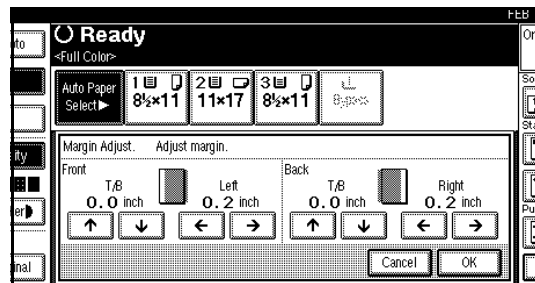 FEB
Ready
<Full Color>
Auto Paper
Select▶
1 8½×11
2 11×17
3 8½×11
Bypass
Margin Adjust. Adjust margin.
Front
T/B Left
0.0 inch 0.2 inch
Back
T/B Right
0.0 inch 0.2 inch
Cancel OK